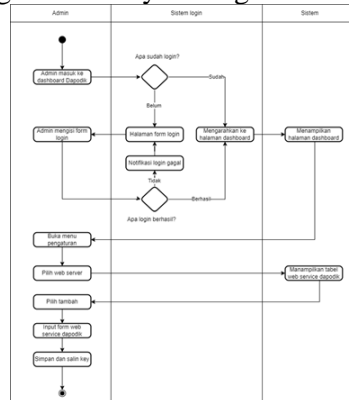 Admin
Sistem login
Sistem
Apa sudah login?
Admin masuk ke
dashboard Dapodik
Sudah
Belum
Admin mengisi form
login
Halaman form login
Mengarahkan ke
halaman dashboard
Menampilkan
halaman dashboard
Notifikasi login gagal
Tidak
Berhasil
Apa login berhasil?
Buka menu
pengaturan
Pilih web server
Manampilkan tabel
web service dapodik
Pilih tambah
Input form web
service dapodik
Simpan dan salin key